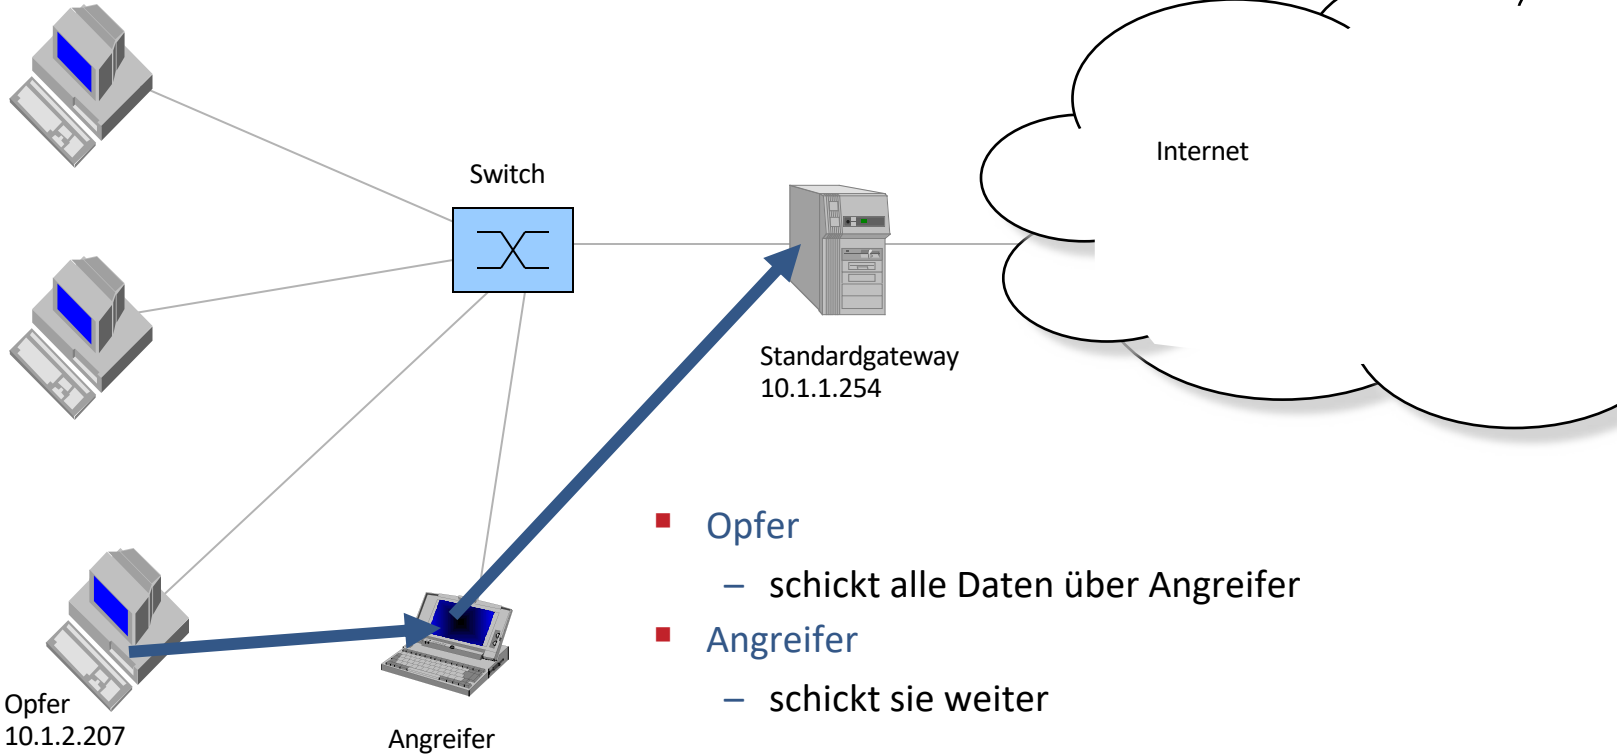 Switch
Internet
Standardgateway
10.1.1.254
Opfer
schickt alle Daten über Angreifer
Angreifer
schickt sie weiter
Opfer
10.1.2.207
Angreifer